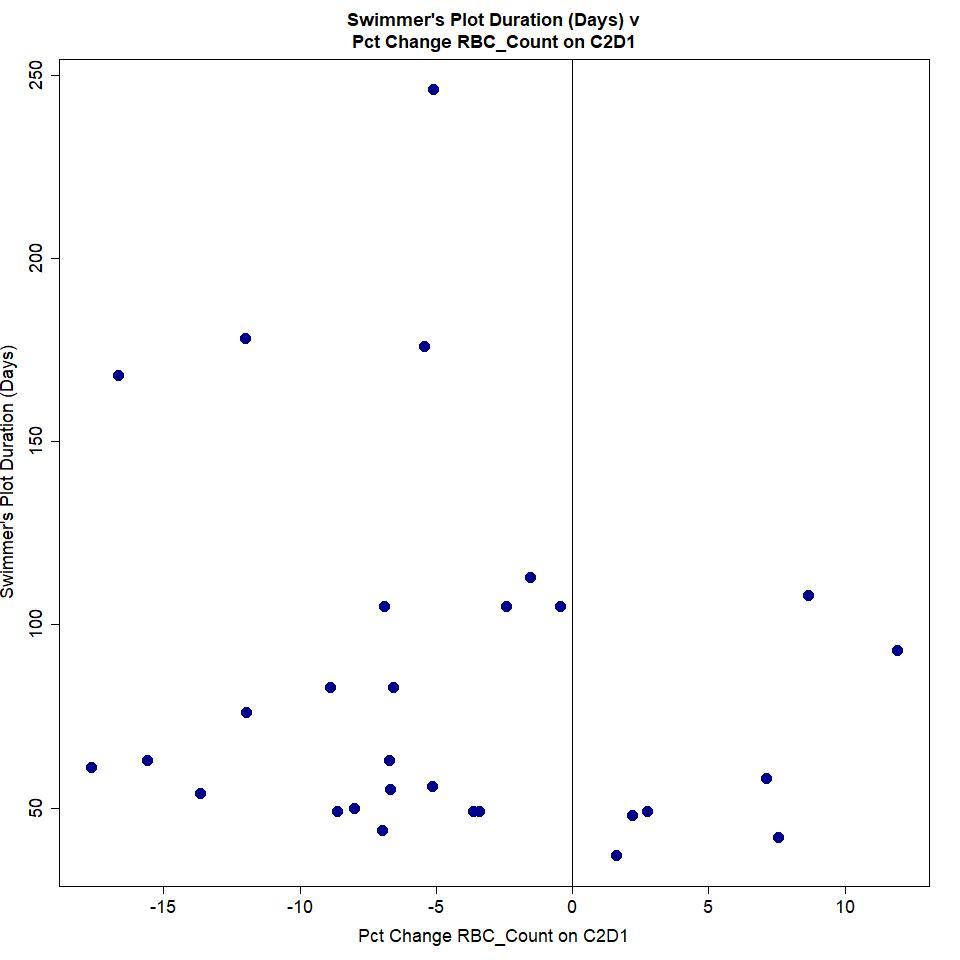 Swimmer's Plot Duration (Days) v
Pct Change RBC_Count on C2D1
Swimmer's Plot Duration (Days)
250
200
150
100
50
-15 -10 -5 0 5 10
Pct Change RBC_Count on C2D1